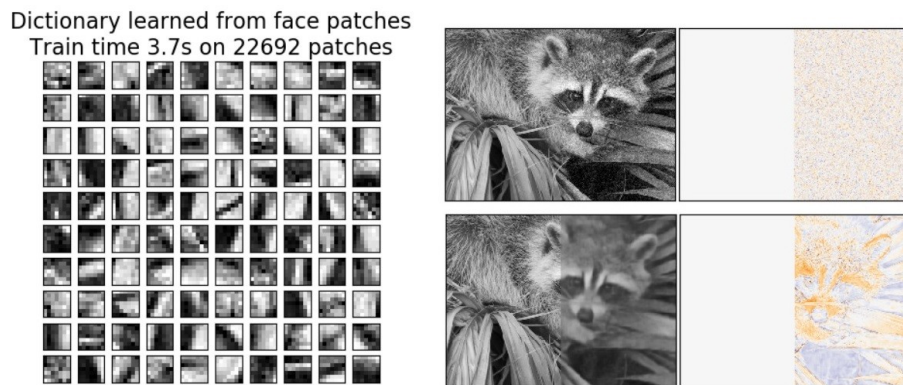 Dictionary learned from face patches
Train time 3.7s on 22692 patches